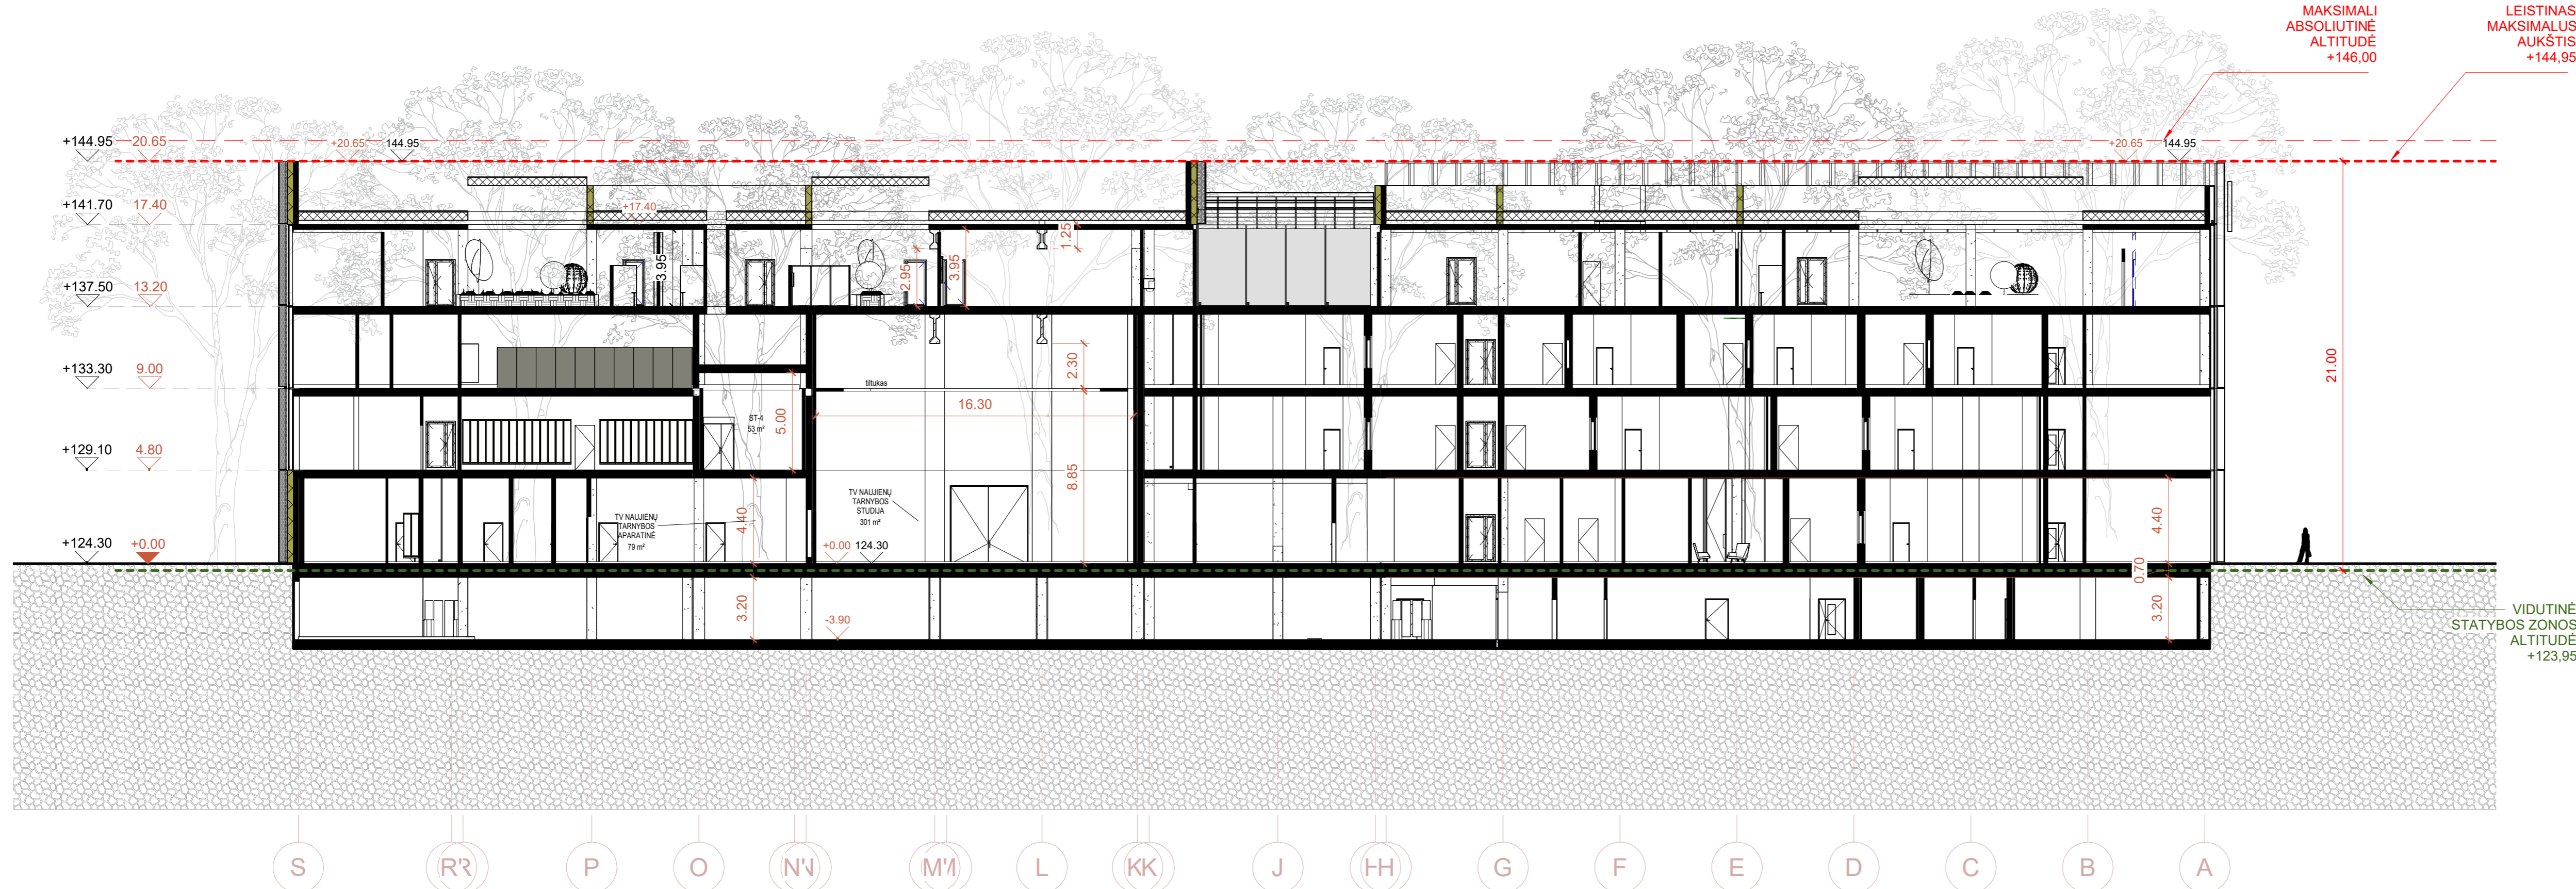 MAKSIMALI
ABSOLIUTINĖ
ALTITUDĖ
+146,00
LEISTINAS
MAKSIMALUS
AUKŠTIS
+144,95
+144.95 20.65
+20.65 144.95
+20.65 144.95
+141.70 17.40
+17.40
1.25
3.95
2.95
3.95
+137.50 13.20
2.30
21.00
+133.30 9.00
tiltukas
16.30
ST-4
53 m²
5.00
+129.10 4.80
8.85
TV NAUJIENŲ
TARNYBOS
STUDIJA
301 m²
TV NAUJIENŲ
TARNYBOS
APARATINĖ
79 m²
4.40
4.40
+124.30 +0.00
+0.00 124.30
0.70
3.20
-3.90
3.20
VIDUTINĖ
STATYBOS ZONOS
ALTITUDĖ
+123,95
S R'R P O N'N M'M L KK J HH G F E D C B A